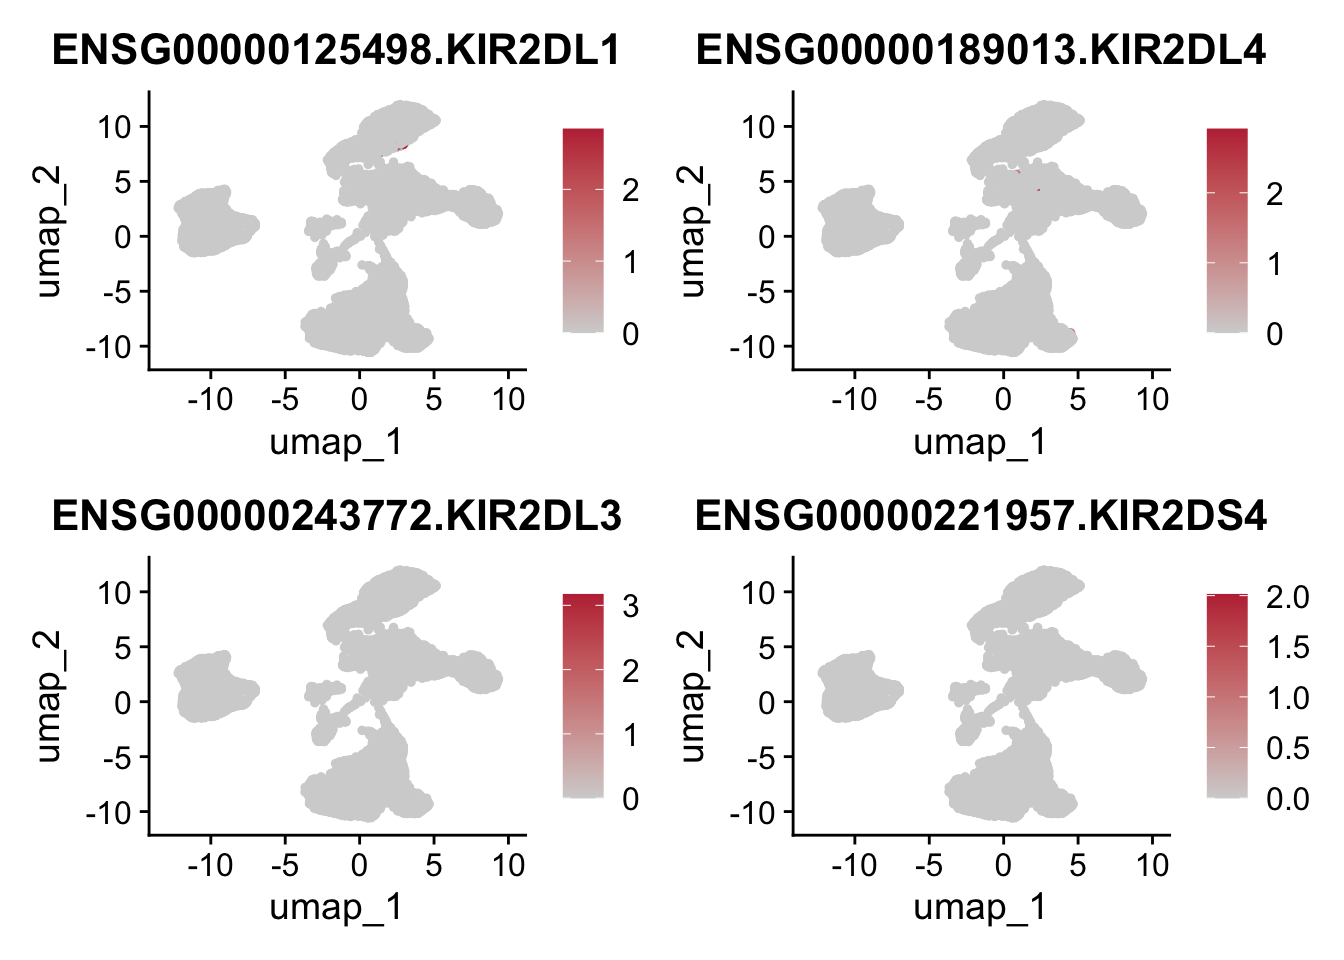 ENSG00000125498.KIR2DL1
umap_2
10
5
0
-5
-10
-10 -5 0 5 10
umap_1
2
1
0
ENSG00000189013.KIR2DL4
umap_2
10
5
0
-5
-10
-10 -5 0 5 10
umap_1
2
1
0
ENSG00000243772.KIR2DL3
umap_2
10
5
0
-5
-10
-10 -5 0 5 10
umap_1
3
2
1
0
ENSG00000221957.KIR2DS4
umap_2
10
5
0
-5
-10
-10 -5 0 5 10
umap_1
2.0
1.5
1.0
0.5
0.0